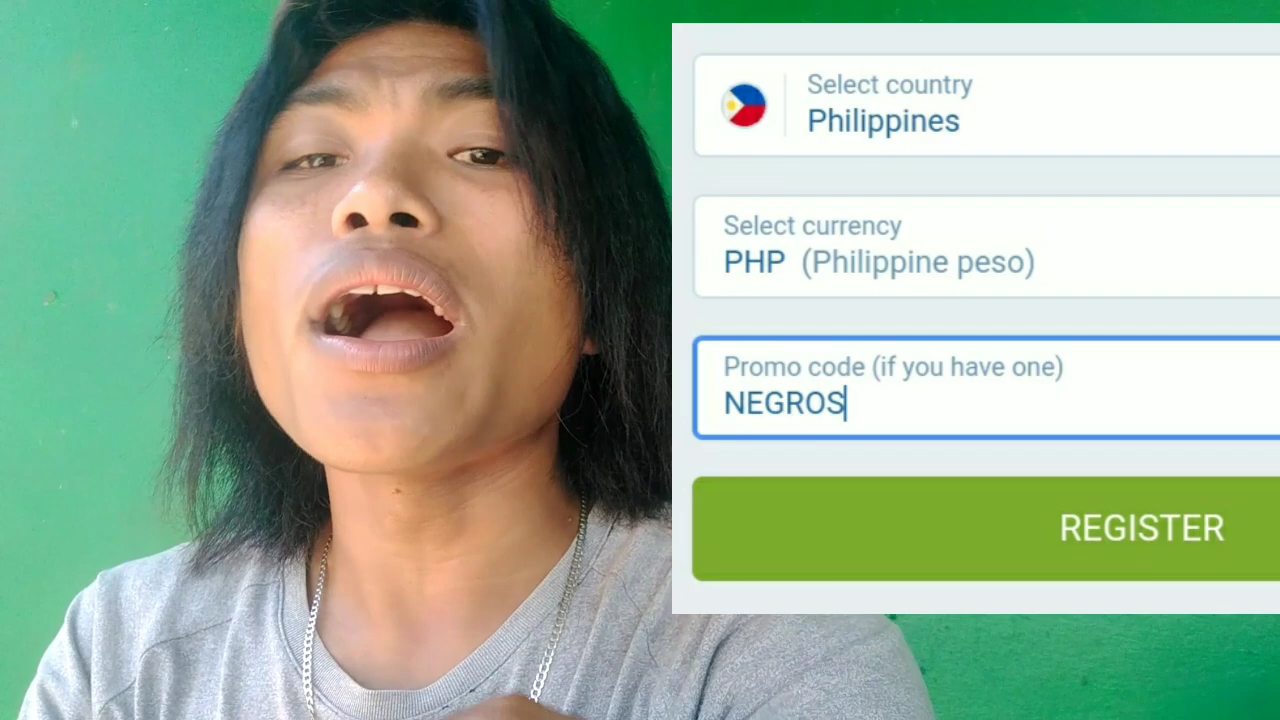 Select country
Philippines
Select currency
PHP (Philippine peso)
Promo code (if you have one)
NEGROS
REGISTER